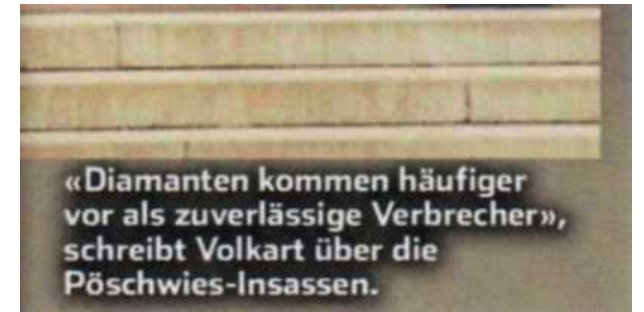 «Diamanten kommen häufiger
vor als zuverlässige Verbrecher»,
schreibt Volkart über die
Pöschwies-Insassen.